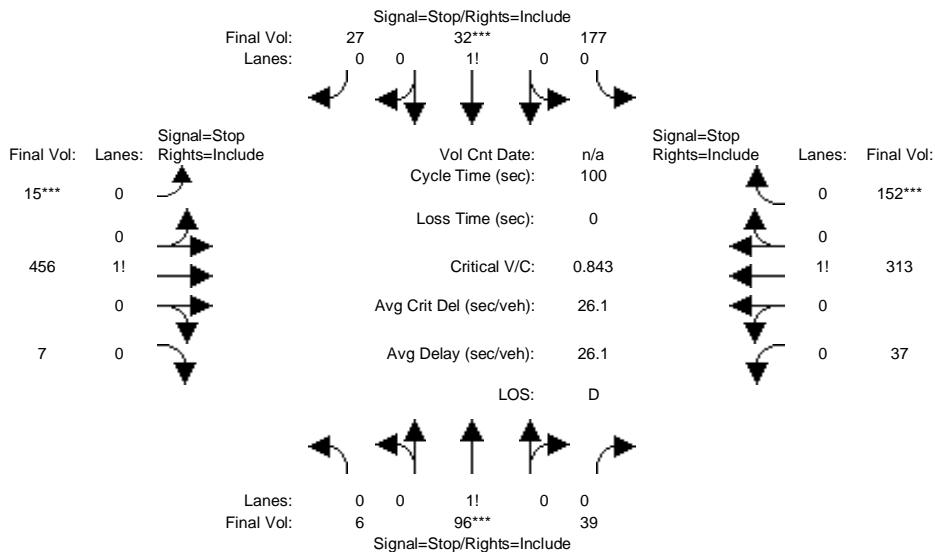 Signal=Stop/Rights=Include
Final Vol: 27 32*** 177
Lanes: 0 0 1! 0 0
Signal=Stop
Final Vol: Lanes: Rights=Include
Vol Cnt Date: n/a
Signal=Stop
Rights=Include Lanes: Final Vol:
Cycle Time (sec): 100
15*** 0
0 152***
Loss Time (sec): 0
0
0
456 1!
Critical V/C: 0.843
1! 313
0
Avg Crit Del (sec/veh): 26.1
0
7 0
Avg Delay (sec/veh): 26.1
0 37
LOS: D
Lanes: 0 0 1! 0 0
Final Vol: 6 96*** 39
Signal=Stop/Rights=Include